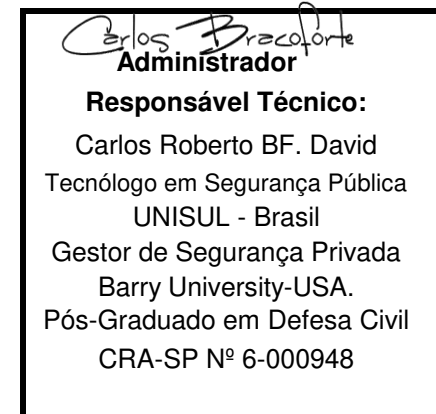 Carlos Bracoforte
Administrador
Responsável Técnico:
Carlos Roberto BF. David
Tecnólogo em Segurança Pública
UNISUL - Brasil
Gestor de Segurança Privada
Barry University-USA.
Pós-Graduado em Defesa Civil
CRA-SP Nº 6-000948